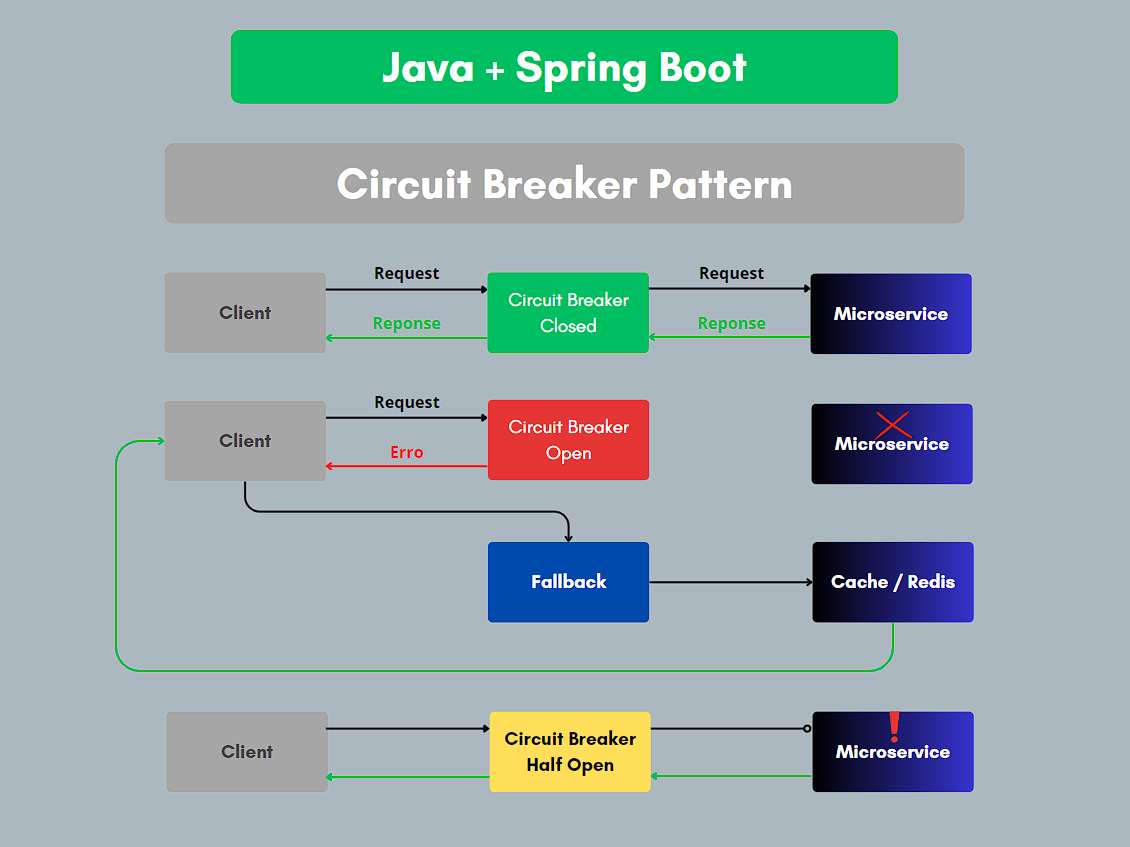 Java + Spring Boot
Circuit Breaker Pattern
Client
Request
Reponse
Circuit Breaker
Closed
Request
Reponse
Microservice
Client
Request
Erro
Circuit Breaker
Open
Microservice
Fallback
Cache / Redis
Client
Circuit Breaker
Half Open
!
Microservice